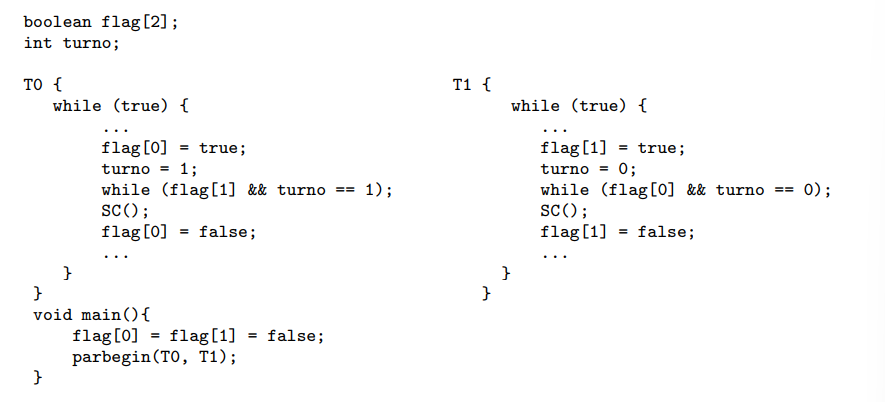 boolean flag[2];
int turno;
T0 {
while (true) {
...
flag[0] = true;
turno = 1;
while (flag[1] && turno == 1);
SC();
flag[0] = false;
...
}
}
T1 {
while (true) {
...
flag[1] = true;
turno = 0;
while (flag[0] && turno == 0);
SC();
flag[1] = false;
...
}
}
void main(){
flag[0] = flag[1] = false;
parbegin(T0, T1);
}